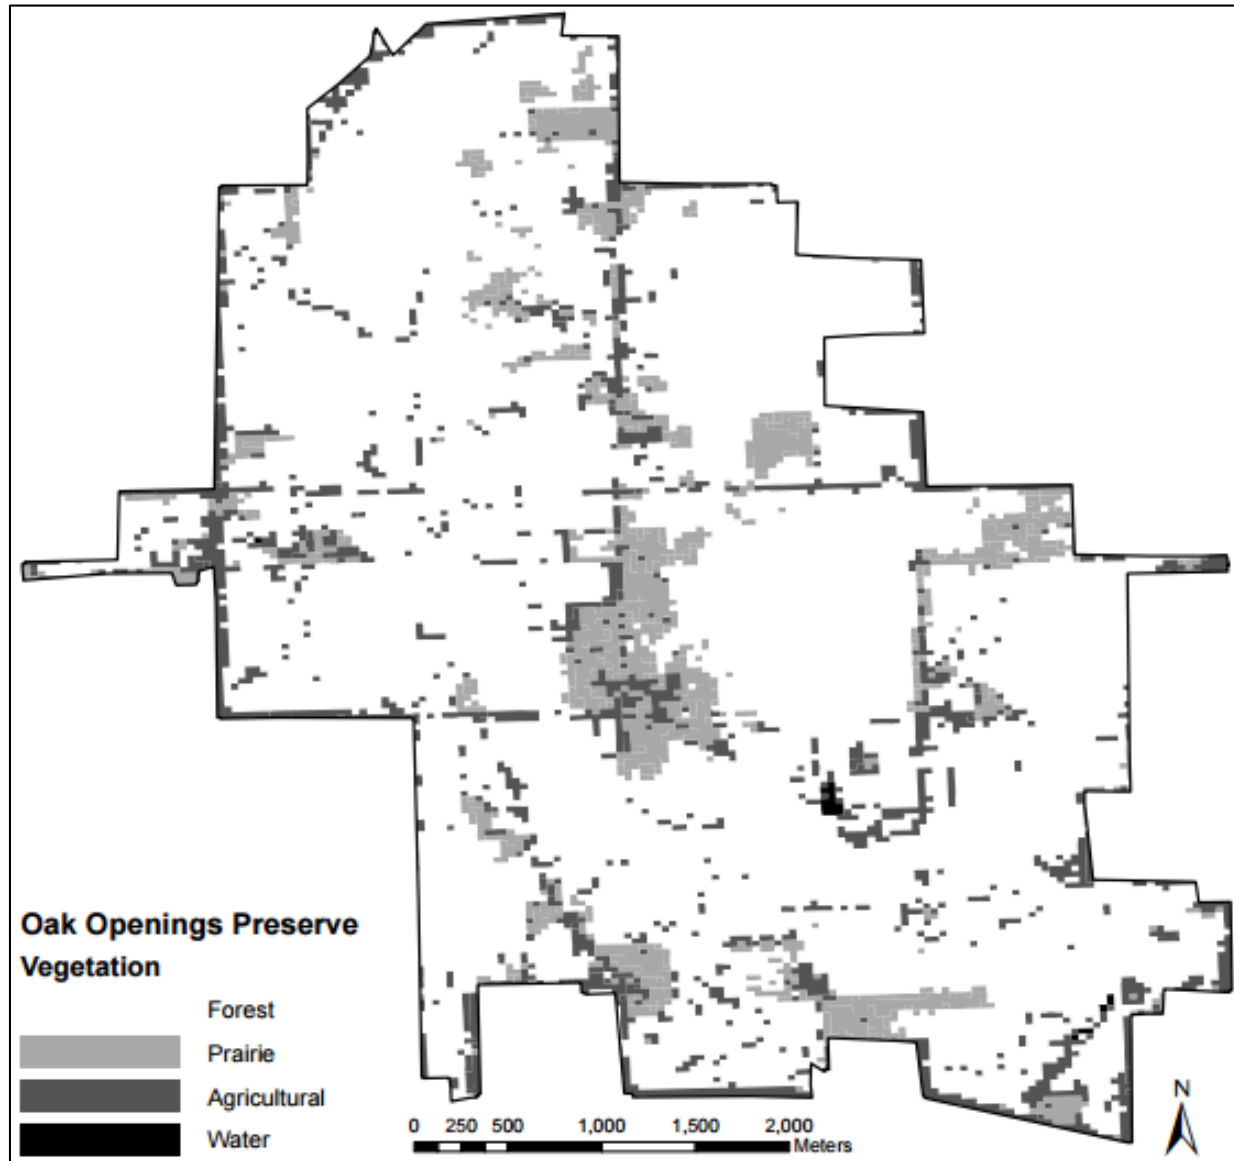 Oak Openings Preserve
Vegetation
Forest
Prairie
Agricultural
Water
0 250 500 1,000 1,500 2,000
Meters
N